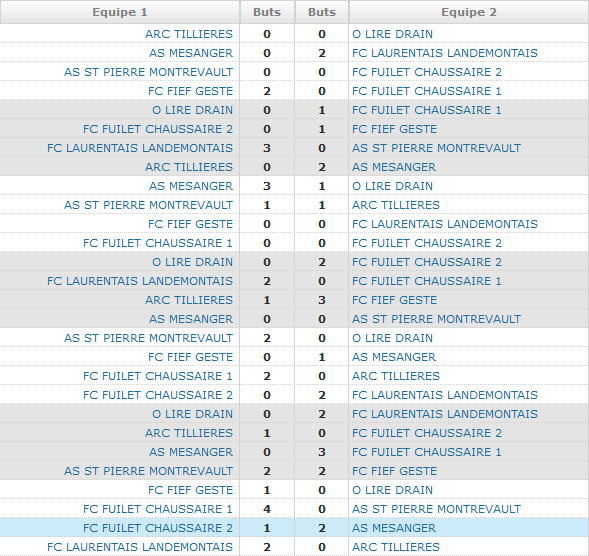 Equipe 1 Buts Buts Equipe 2
ARC TILLIERES 0 0 O LIRE DRAIN
AS MESANGER 0 2 FC LAURENTAIS LANDEMONTAIS
AS ST PIERRE MONTREVAULT 0 0 FC FUILET CHAUSSAIRE 2
FC FIEF GESTE 2 0 FC FUILET CHAUSSAIRE 1
O LIRE DRAIN 0 1 FC FUILET CHAUSSAIRE 1
FC FUILET CHAUSSAIRE 2 0 1 FC FIEF GESTE
FC LAURENTAIS LANDEMONTAIS 3 0 AS ST PIERRE MONTREVAULT
ARC TILLIERES 0 2 AS MESANGER
AS MESANGER 3 1 O LIRE DRAIN
AS ST PIERRE MONTREVAULT 1 1 ARC TILLIERES
FC FIEF GESTE 0 0 FC LAURENTAIS LANDEMONTAIS
FC FUILET CHAUSSAIRE 1 0 0 FC FUILET CHAUSSAIRE 2
O LIRE DRAIN 0 2 FC FUILET CHAUSSAIRE 2
FC LAURENTAIS LANDEMONTAIS 2 0 FC FUILET CHAUSSAIRE 1
ARC TILLIERES 1 3 FC FIEF GESTE
AS MESANGER 0 0 AS ST PIERRE MONTREVAULT
AS ST PIERRE MONTREVAULT 2 0 O LIRE DRAIN
FC FIEF GESTE 0 1 AS MESANGER
FC FUILET CHAUSSAIRE 1 2 0 ARC TILLIERES
FC FUILET CHAUSSAIRE 2 0 2 FC LAURENTAIS LANDEMONTAIS
O LIRE DRAIN 0 2 FC LAURENTAIS LANDEMONTAIS
ARC TILLIERES 1 0 FC FUILET CHAUSSAIRE 2
AS MESANGER 0 3 FC FUILET CHAUSSAIRE 1
AS ST PIERRE MONTREVAULT 2 2 FC FIEF GESTE
FC FIEF GESTE 1 0 O LIRE DRAIN
FC FUILET CHAUSSAIRE 1 4 0 AS ST PIERRE MONTREVAULT
FC FUILET CHAUSSAIRE 2 1 2 AS MESANGER
FC LAURENTAIS LANDEMONTAIS 2 0 ARC TILLIERES